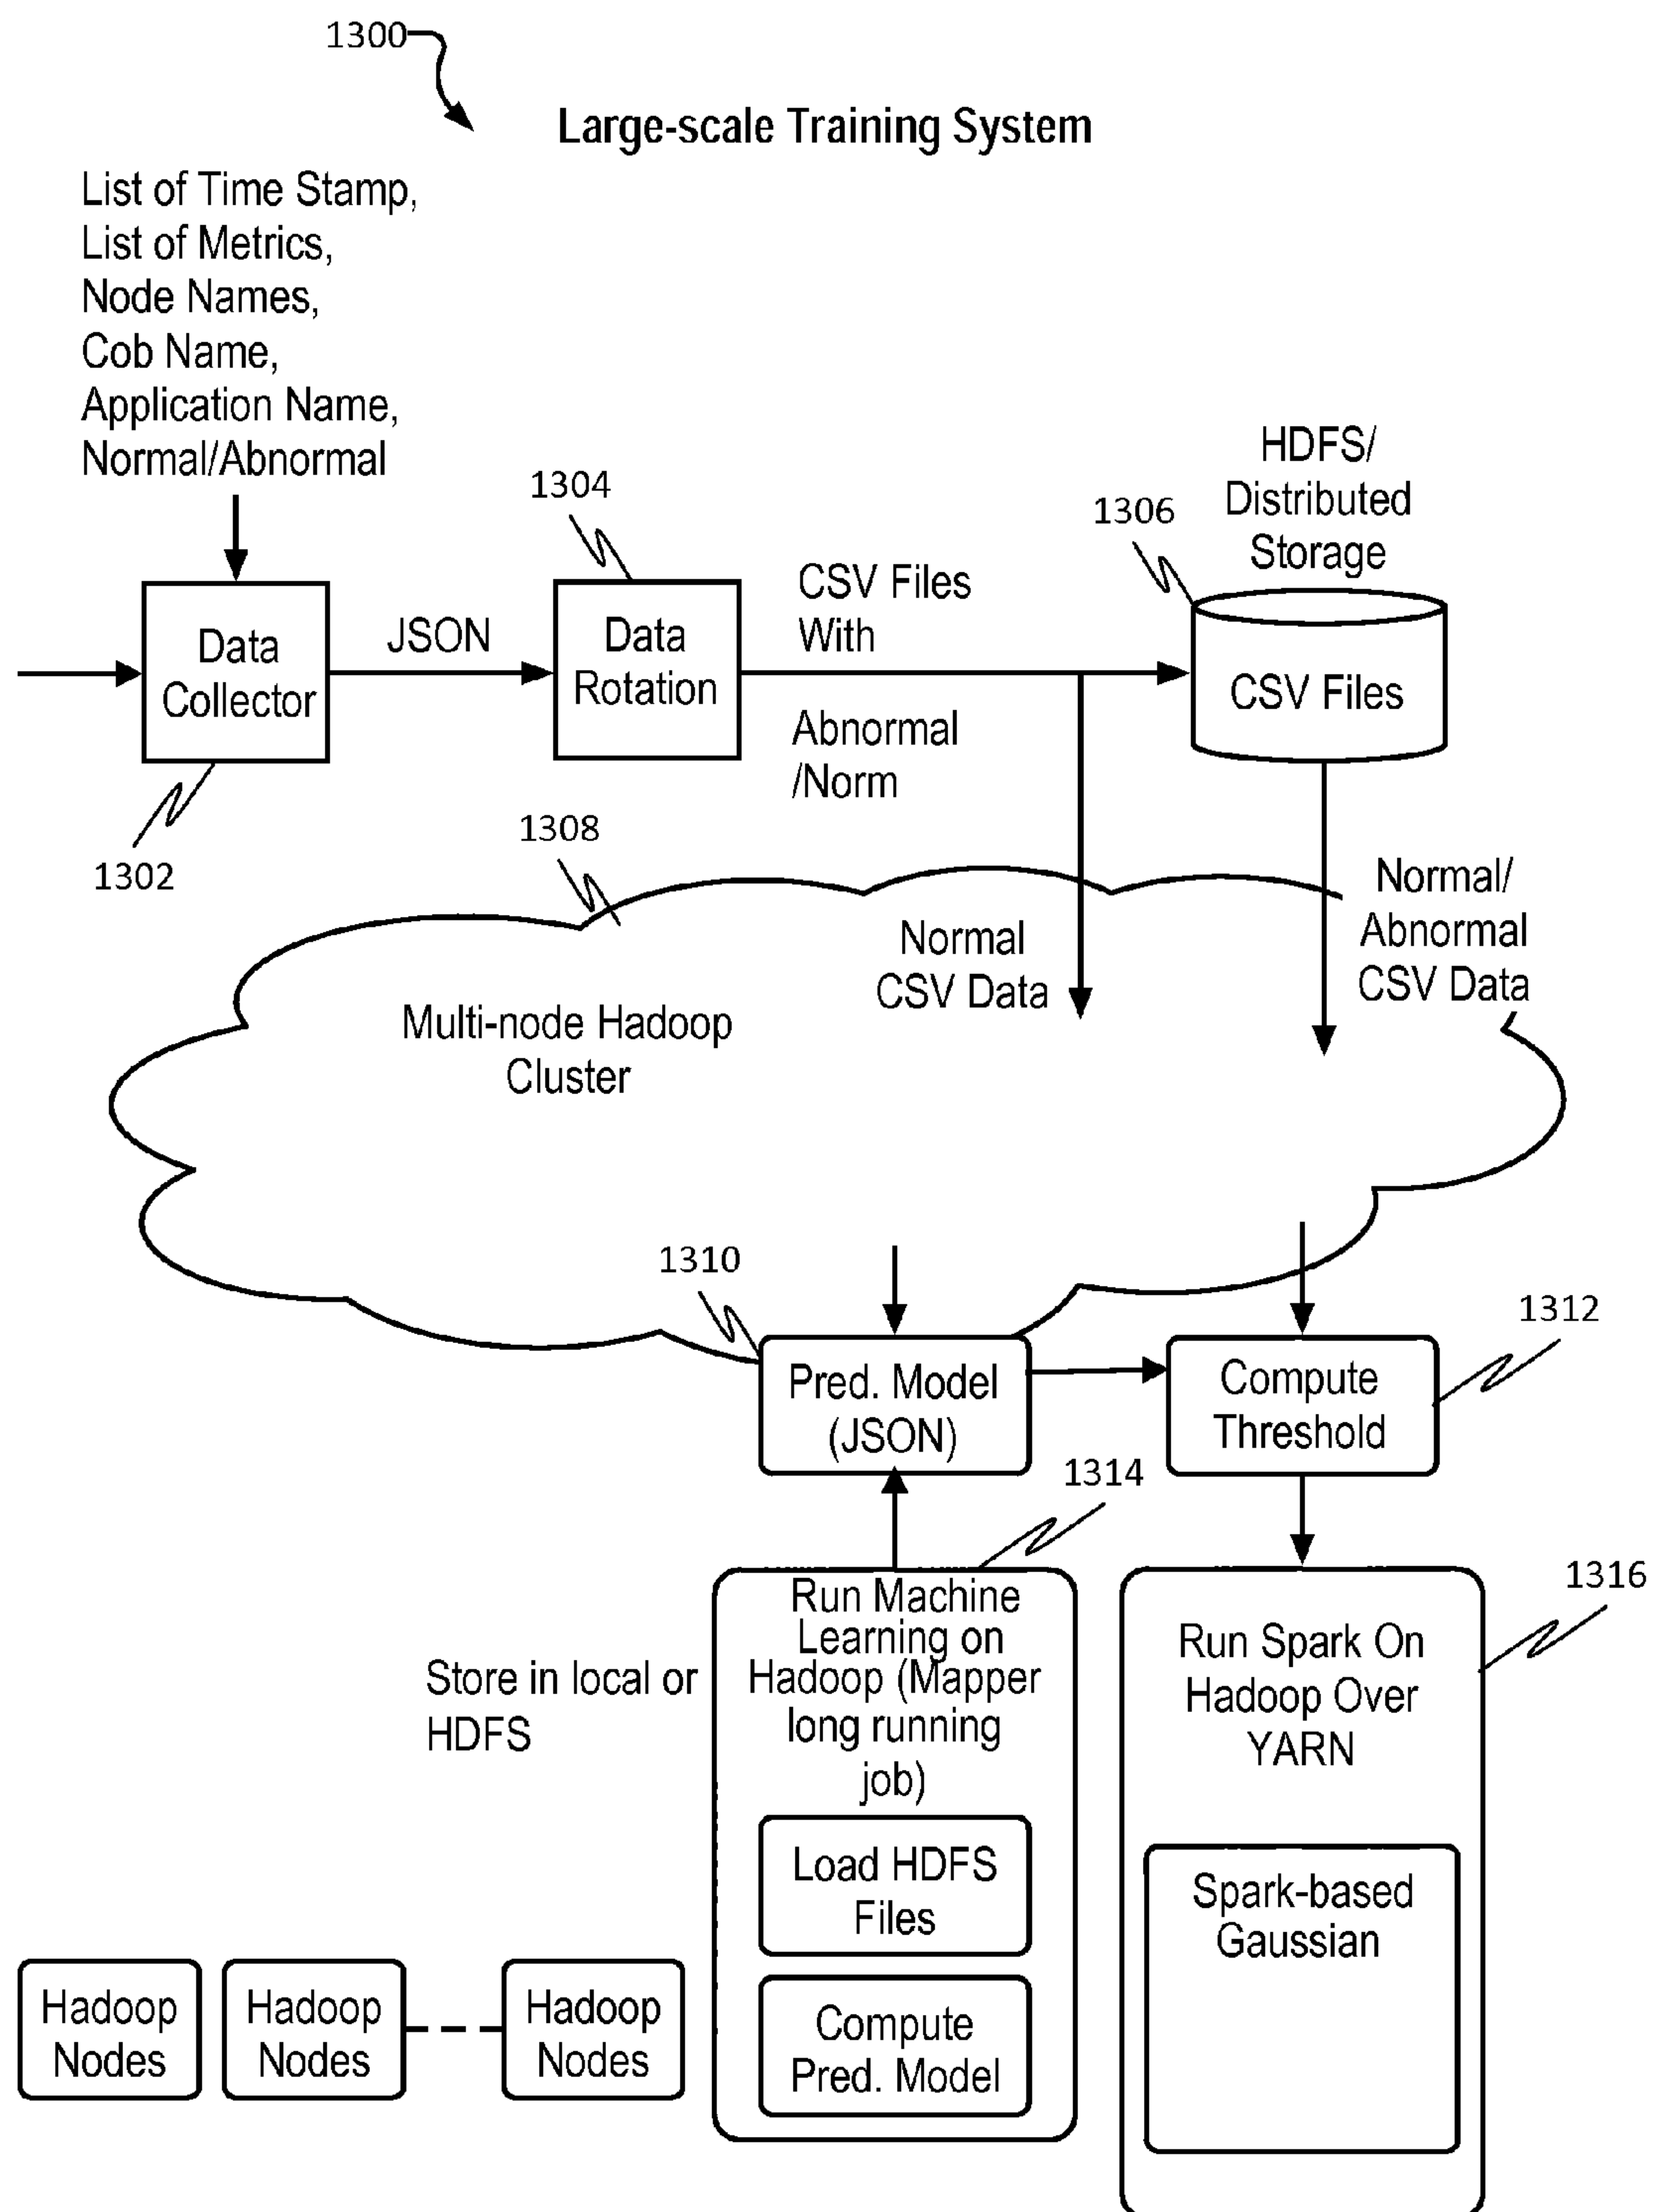 1300
Large-scale Training System
List of Time Stamp,
List of Metrics,
Node Names,
Cob Name,
Application Name,
Normal/Abnormal
1304
1306
HDFS/
Distributed
Storage
Data
Collector
JSON
Data
Rotation
CSV Files
With
Abnormal
/Norm
CSV Files
1302
1308
Normal
CSV Data
Normal/
Abnormal
CSV Data
Multi-node Hadoop
Cluster
1310
1312
Pred. Model
(JSON)
Compute
Threshold
1314
1316
Store in local or
HDFS
Run Machine
Learning on
Hadoop (Mapper
long running
job)
Load HDFS
Files
Compute
Pred. Model
Run Spark On
Hadoop Over
YARN
Spark-based
Gaussian
Hadoop
Nodes
Hadoop
Nodes
Hadoop
Nodes